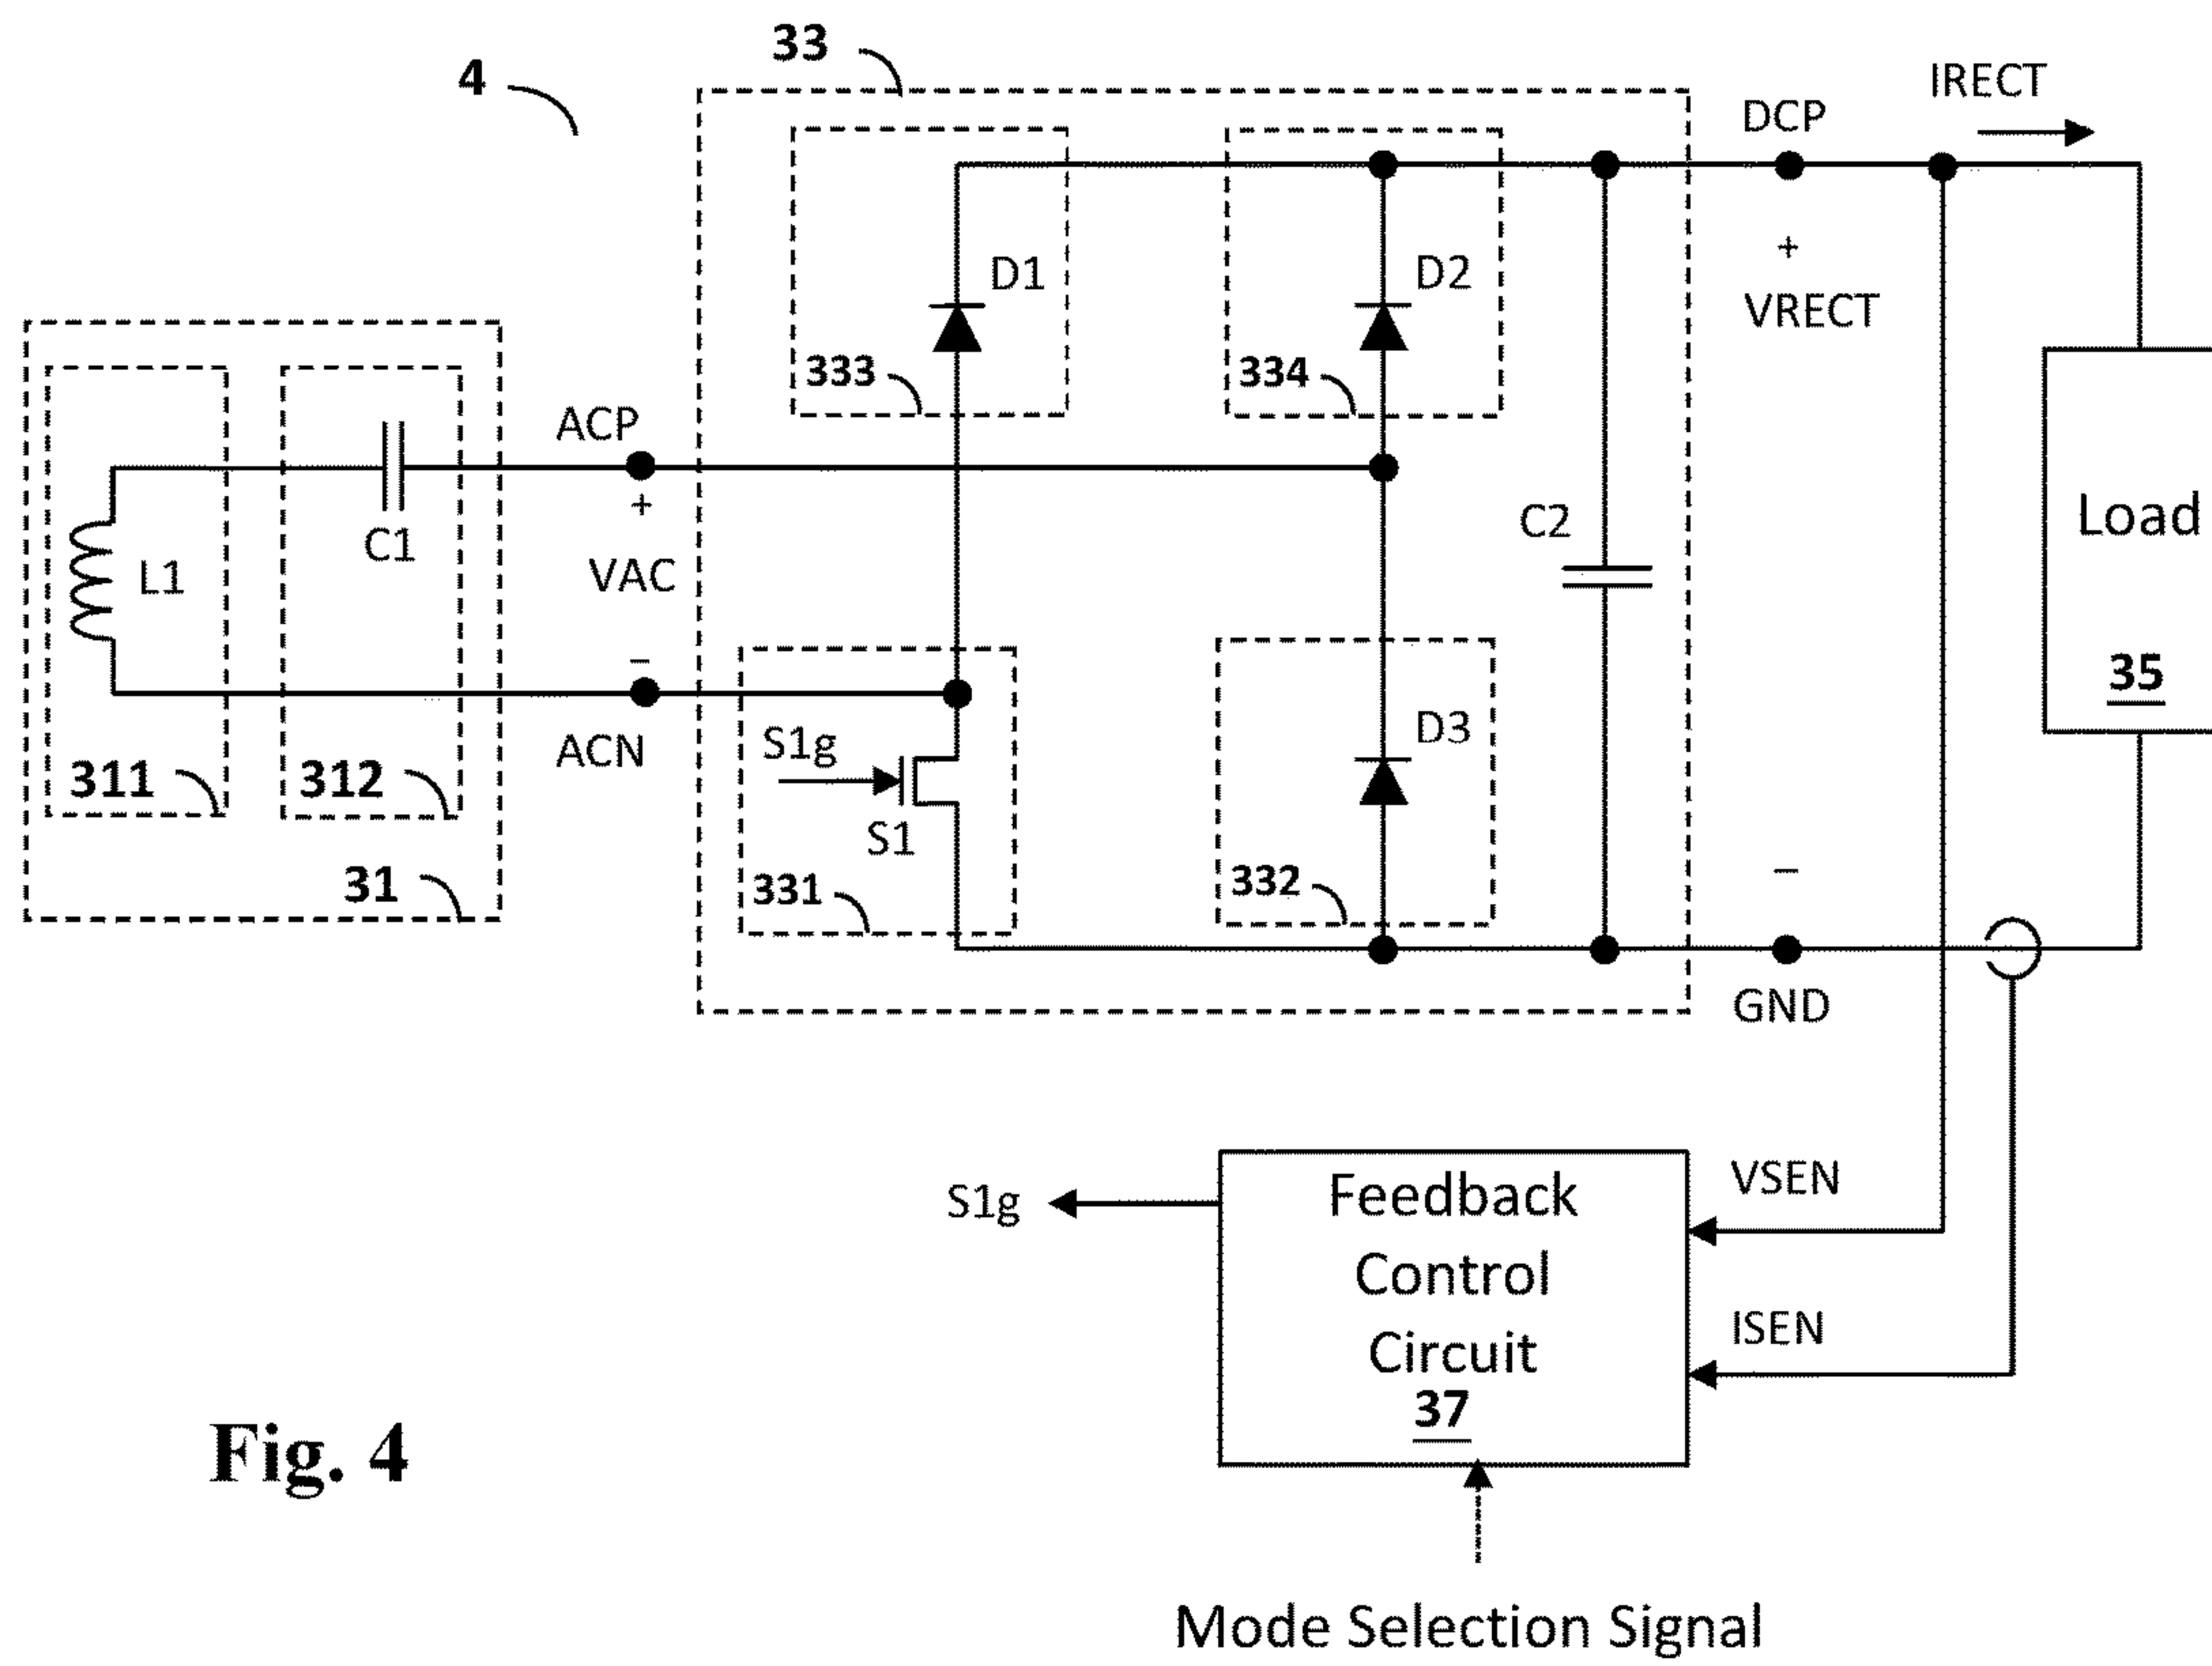 33
4
IRECT
DCP
D1
D2
+
VRECT
333
334
ACP
+
C1
L1
VAC
C2
Load
35
−
ACN
S1g
D3
311
312
S1
331
332
31
−
GND
S1g
Feedback
Control
Circuit
37
VSEN
ISEN
Fig. 4
Mode Selection Signal